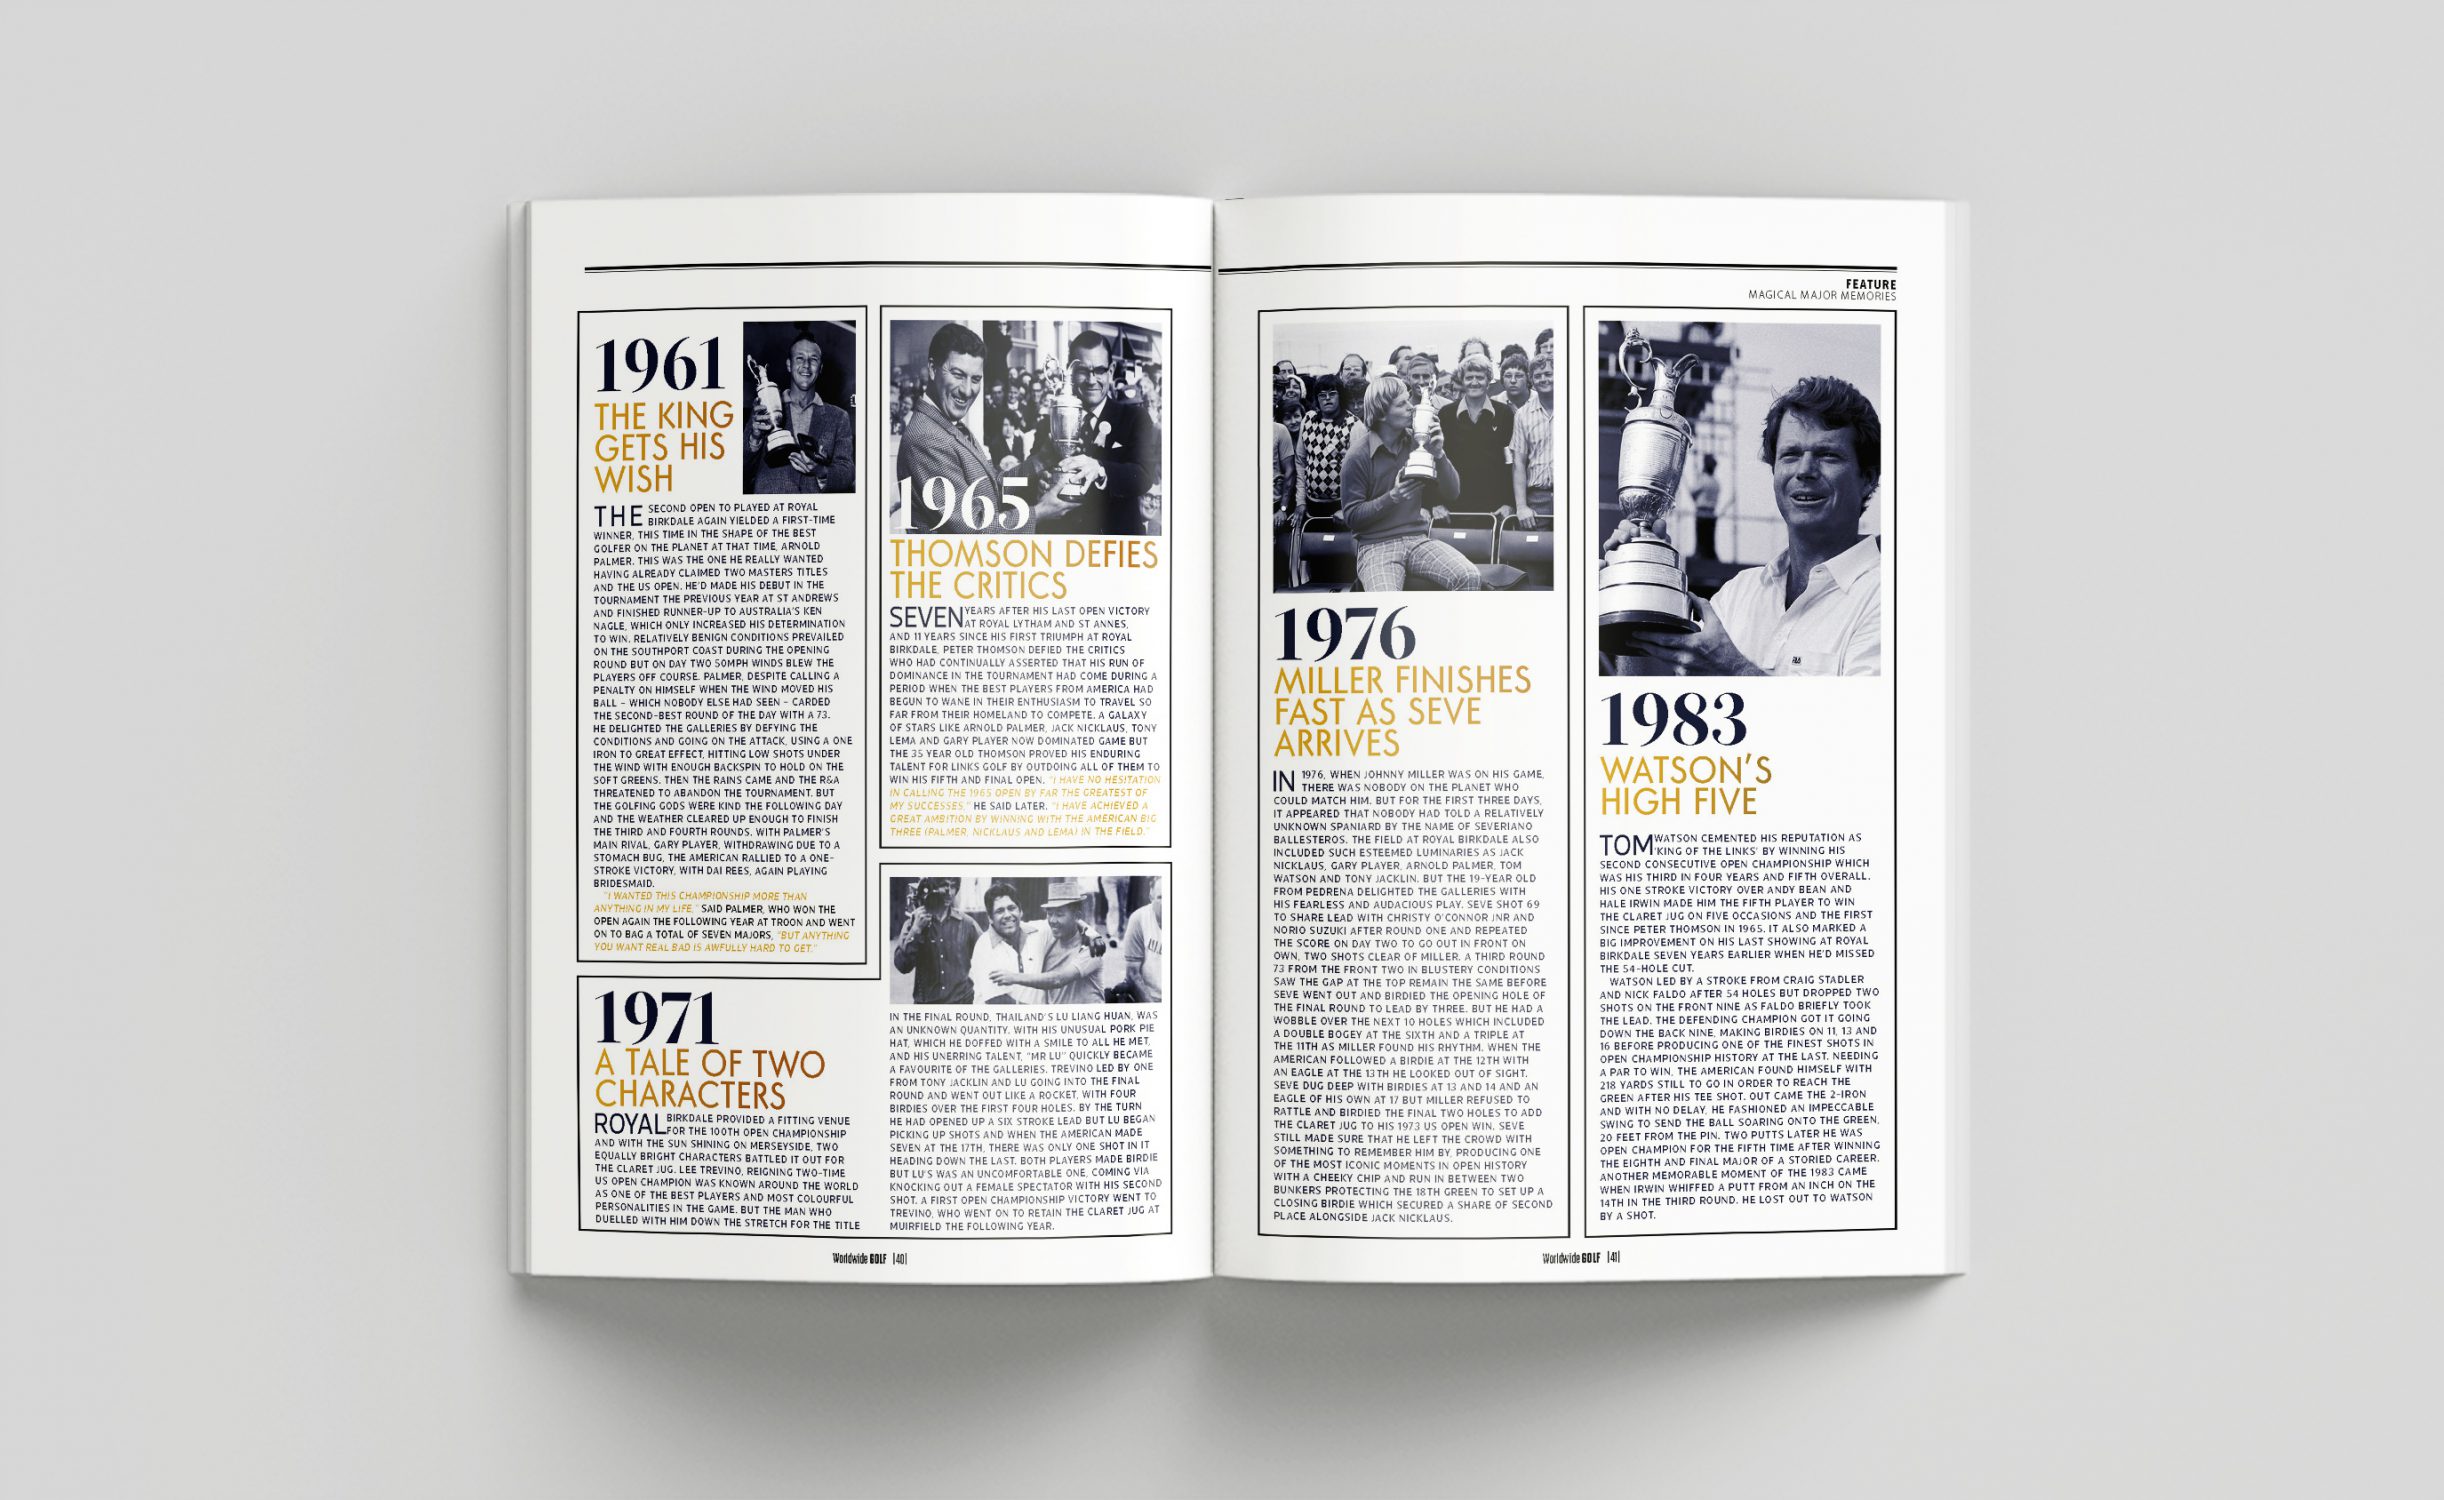 FEATURE
MAGICAL MAJOR MEMORIES
1961
THE KING
GETS HIS
WISH
THE SECOND OPEN TO PLAYED AT ROYAL
BIRKDALE AGAIN YIELDED A FIRST-TIME
WINNER, THIS TIME IN THE SHAPE OF THE BEST
GOLFER ON THE PLANET AT THAT TIME, ARNOLD
PALMER. THIS WAS THE ONE HE REALLY WANTED
HAVING ALREADY CLAIMED TWO MASTERS TITLES
AND THE US OPEN. HE'D MADE HIS DEBUT IN THE
TOURNAMENT THE PREVIOUS YEAR AT ST ANDREWS
AND FINISHED RUNNER-UP TO AUSTRALIA'S KEN
NAGLE, WHICH ONLY INCREASED HIS DETERMINATION
TO WIN. RELATIVELY BENIGN CONDITIONS PREVAILED
ON THE SOUTHPORT COAST DURING THE OPENING
ROUND BUT ON DAY TWO 50MPH WINDS BLEW THE
PLAYERS OFF COURSE. PALMER, DESPITE CALLING A
PENALTY ON HIMSELF WHEN THE WIND MOVED HIS
BALL – WHICH NOBODY ELSE HAD SEEN – CARDED
THE SECOND-BEST ROUND OF THE DAY WITH A 73.
HE DELIGHTED THE GALLERIES BY DEFYING THE
CONDITIONS AND GOING ON THE ATTACK, USING A ONE
IRON TO GREAT EFFECT, HITTING LOW SHOTS UNDER
THE WIND WITH ENOUGH BACKSPIN TO HOLD ON THE
SOFT GREENS. THEN THE RAINS CAME AND THE R&A
THREATENED TO ABANDON THE TOURNAMENT. BUT
THE GOLFING GODS WERE KIND THE FOLLOWING DAY
AND THE WEATHER CLEARED UP ENOUGH TO FINISH
THE THIRD AND FOURTH ROUNDS. WITH PALMER'S
MAIN RIVAL, GARY PLAYER, WITHDRAWING DUE TO A
STOMACH BUG, THE AMERICAN RALLIED TO A ONE-
STROKE VICTORY, WITH DAI REES, AGAIN PLAYING
BRIDESMAID.
"I WANTED THIS CHAMPIONSHIP MORE THAN
ANYTHING IN MY LIFE," SAID PALMER, WHO WON THE
OPEN AGAIN THE FOLLOWING YEAR AT TROON AND WENT
ON TO BAG A TOTAL OF SEVEN MAJORS, "BUT ANYTHING
YOU WANT REAL BAD IS AWFULLY HARD TO GET."
1965
THOMSON DEFIES
THE CRITICS
SEVEN YEARS AFTER HIS LAST OPEN VICTORY
AT ROYAL LYTHAM AND ST ANNES,
AND 11 YEARS SINCE HIS FIRST TRIUMPH AT ROYAL
BIRKDALE, PETER THOMSON DEFIED THE CRITICS
WHO HAD CONTINUALLY ASSERTED THAT HIS RUN OF
DOMINANCE IN THE TOURNAMENT HAD COME DURING A
PERIOD WHEN THE BEST PLAYERS FROM AMERICA HAD
BEGUN TO WANE IN THEIR ENTHUSIASM TO TRAVEL SO
FAR FROM THEIR HOMELAND TO COMPETE. A GALAXY
OF STARS LIKE ARNOLD PALMER, JACK NICKLAUS, TONY
LEMA AND GARY PLAYER NOW DOMINATED GAME BUT
THE 35 YEAR OLD THOMSON PROVED HIS ENDURING
TALENT FOR LINKS GOLF BY OUTDOING ALL OF THEM TO
WIN HIS FIFTH AND FINAL OPEN. "I HAVE NO HESITATION
IN CALLING THE 1965 OPEN BY FAR THE GREATEST OF
MY SUCCESSES," HE SAID LATER. "I HAVE ACHIEVED A
GREAT AMBITION BY WINNING WITH THE AMERICAN BIG
THREE (PALMER, NICKLAUS AND LEMA) IN THE FIELD."
1971
A TALE OF TWO
CHARACTERS
ROYAL BIRKDALE PROVIDED A FITTING VENUE
FOR THE 100TH OPEN CHAMPIONSHIP
AND WITH THE SUN SHINING ON MERSEYSIDE, TWO
EQUALLY BRIGHT CHARACTERS BATTLED IT OUT FOR
THE CLARET JUG. LEE TREVINO, REIGNING TWO-TIME
US OPEN CHAMPION WAS KNOWN AROUND THE WORLD
AS ONE OF THE BEST PLAYERS AND MOST COLOURFUL
PERSONALITIES IN THE GAME. BUT THE MAN WHO
DUELLED WITH HIM DOWN THE STRETCH FOR THE TITLE
IN THE FINAL ROUND, THAILAND'S LU LIANG HUAN, WAS
AN UNKNOWN QUANTITY. WITH HIS UNUSUAL PORK PIE
HAT, WHICH HE DOFFED WITH A SMILE TO ALL HE MET,
AND HIS UNERRING TALENT, "MR LU" QUICKLY BECAME
A FAVOURITE OF THE GALLERIES. TREVINO LED BY ONE
FROM TONY JACKLIN AND LU GOING INTO THE FINAL
ROUND AND WENT OUT LIKE A ROCKET, WITH FOUR
BIRDIES OVER THE FIRST FOUR HOLES. BY THE TURN
HE HAD OPENED UP A SIX STROKE LEAD BUT LU BEGAN
PICKING UP SHOTS AND WHEN THE AMERICAN MADE
SEVEN AT THE 17TH, THERE WAS ONLY ONE SHOT IN IT
HEADING DOWN THE LAST. BOTH PLAYERS MADE BIRDIE
BUT LU'S WAS AN UNCOMFORTABLE ONE, COMING VIA
KNOCKING OUT A FEMALE SPECTATOR WITH HIS SECOND
SHOT. A FIRST OPEN CHAMPIONSHIP VICTORY WENT TO
TREVINO, WHO WENT ON TO RETAIN THE CLARET JUG AT
MUIRFIELD THE FOLLOWING YEAR.
Worldwide GOLF |40|
1976
MILLER FINISHES
FAST AS SEVE
ARRIVES
IN 1976, WHEN JOHNNY MILLER WAS ON HIS GAME,
THERE WAS NOBODY ON THE PLANET WHO
COULD MATCH HIM. BUT FOR THE FIRST THREE DAYS,
IT APPEARED THAT NOBODY HAD TOLD A RELATIVELY
UNKNOWN SPANIARD BY THE NAME OF SEVERIANO
BALLESTEROS. THE FIELD AT ROYAL BIRKDALE ALSO
INCLUDED SUCH ESTEEMED LUMINARIES AS JACK
NICKLAUS, GARY PLAYER, ARNOLD PALMER, TOM
WATSON AND TONY JACKLIN. BUT THE 19-YEAR OLD
FROM PEDRENA DELIGHTED THE GALLERIES WITH
HIS FEARLESS AND AUDACIOUS PLAY. SEVE SHOT 69
TO SHARE LEAD WITH CHRISTY O'CONNOR JNR AND
NORIO SUZUKI AFTER ROUND ONE AND REPEATED
THE SCORE ON DAY TWO TO GO OUT IN FRONT ON
OWN, TWO SHOTS CLEAR OF MILLER. A THIRD ROUND
73 FROM THE FRONT TWO IN BLUSTERY CONDITIONS
SAW THE GAP AT THE TOP REMAIN THE SAME BEFORE
SEVE WENT OUT AND BIRDIED THE OPENING HOLE OF
THE FINAL ROUND TO LEAD BY THREE. BUT HE HAD A
WOBBLE OVER THE NEXT 10 HOLES WHICH INCLUDED
A DOUBLE BOGEY AT THE SIXTH AND A TRIPLE AT
THE 11TH AS MILLER FOUND HIS RHYTHM. WHEN THE
AMERICAN FOLLOWED A BIRDIE AT THE 12TH WITH
AN EAGLE AT THE 13TH HE LOOKED OUT OF SIGHT.
SEVE DUG DEEP WITH BIRDIES AT 13 AND 14 AND AN
EAGLE OF HIS OWN AT 17 BUT MILLER REFUSED TO
RATTLE AND BIRDIED THE FINAL TWO HOLES TO ADD
THE CLARET JUG TO HIS 1973 US OPEN WIN. SEVE
STILL MADE SURE THAT HE LEFT THE CROWD WITH
SOMETHING TO REMEMBER HIM BY, PRODUCING ONE
OF THE MOST ICONIC MOMENTS IN OPEN HISTORY
WITH A CHEEKY CHIP AND RUN IN BETWEEN TWO
BUNKERS PROTECTING THE 18TH GREEN TO SET UP A
CLOSING BIRDIE WHICH SECURED A SHARE OF SECOND
PLACE ALONGSIDE JACK NICKLAUS.
1983
WATSON'S
HIGH FIVE
TOM WATSON CEMENTED HIS REPUTATION AS
'KING OF THE LINKS' BY WINNING HIS
SECOND CONSECUTIVE OPEN CHAMPIONSHIP WHICH
WAS HIS THIRD IN FOUR YEARS AND FIFTH OVERALL.
HIS ONE STROKE VICTORY OVER ANDY BEAN AND
HALE IRWIN MADE HIM THE FIFTH PLAYER TO WIN
THE CLARET JUG ON FIVE OCCASIONS AND THE FIRST
SINCE PETER THOMSON IN 1965. IT ALSO MARKED A
BIG IMPROVEMENT ON HIS LAST SHOWING AT ROYAL
BIRKDALE SEVEN YEARS EARLIER WHEN HE'D MISSED
THE 54-HOLE CUT.
WATSON LED BY A STROKE FROM CRAIG STADLER
AND NICK FALDO AFTER 54 HOLES BUT DROPPED TWO
SHOTS ON THE FRONT NINE AS FALDO BRIEFLY TOOK
THE LEAD. THE DEFENDING CHAMPION GOT IT GOING
DOWN THE BACK NINE, MAKING BIRDIES ON 11, 13 AND
16 BEFORE PRODUCING ONE OF THE FINEST SHOTS IN
OPEN CHAMPIONSHIP HISTORY AT THE LAST. NEEDING
A PAR TO WIN, THE AMERICAN FOUND HIMSELF WITH
218 YARDS STILL TO GO IN ORDER TO REACH THE
GREEN AFTER HIS TEE SHOT. OUT CAME THE 2-IRON
AND WITH NO DELAY, HE FASHIONED AN IMPECCABLE
SWING TO SEND THE BALL SOARING ONTO THE GREEN,
20 FEET FROM THE PIN. TWO PUTTS LATER HE WAS
OPEN CHAMPION FOR THE FIFTH TIME AFTER WINNING
THE EIGHTH AND FINAL MAJOR OF A STORIED CAREER.
ANOTHER MEMORABLE MOMENT OF THE 1983 CAME
WHEN IRWIN WHIFFED A PUTT FROM AN INCH ON THE
14TH IN THE THIRD ROUND. HE LOST OUT TO WATSON
BY A SHOT.
Worldwide GOLF |41|